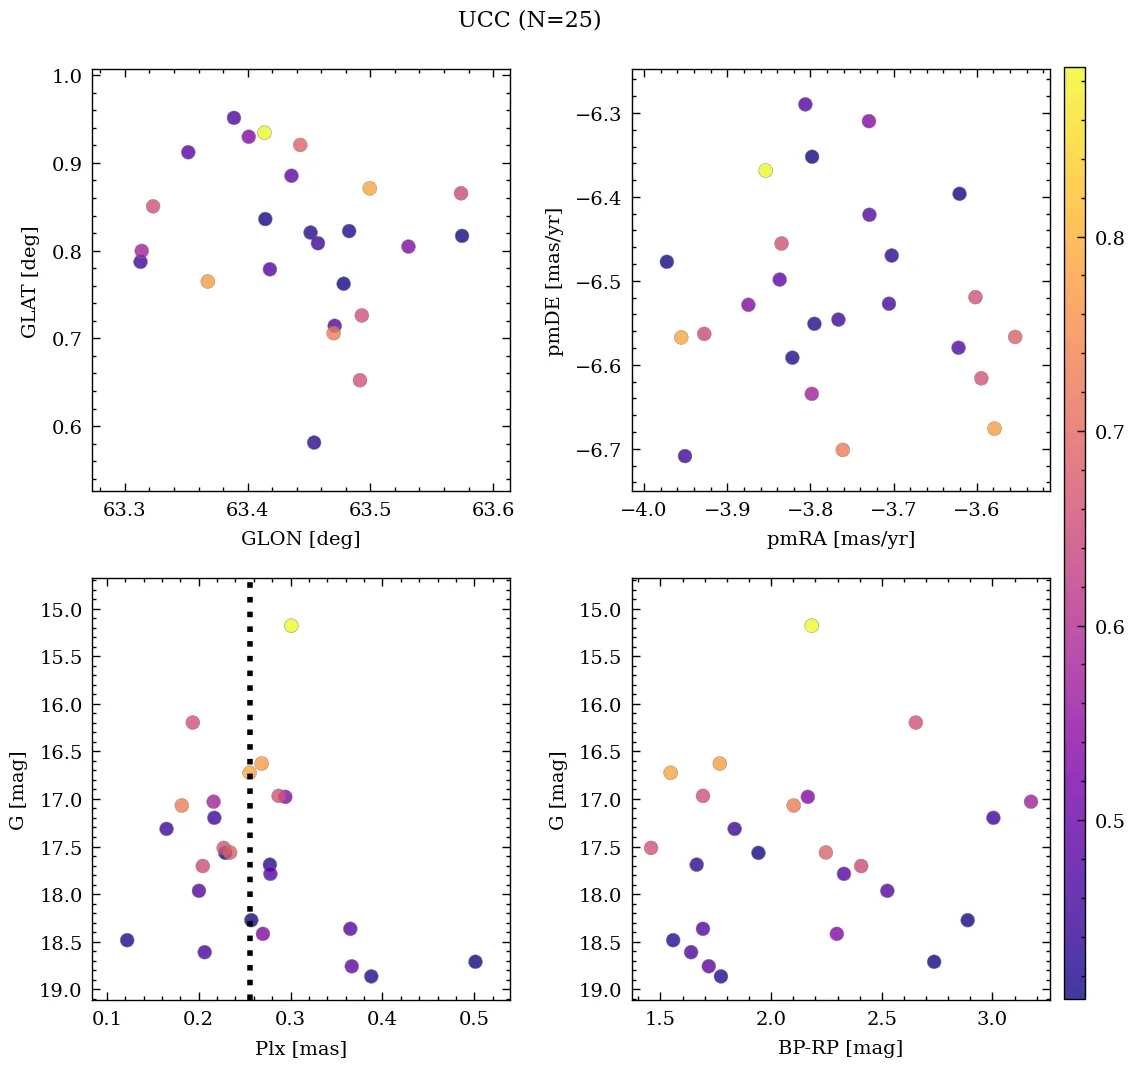 UCC (N=25)
1.0
0.9
0.8
0.7
0.6
GLAT [deg]
63.3 63.4 63.5 63.6
GLON [deg]
−6.3
−6.4
−6.5
−6.6
−6.7
pmDE [mas/yr]
−4.0 −3.9 −3.8 −3.7 −3.6
pmRA [mas/yr]
0.8
0.7
0.6
0.5
15.0
15.5
16.0
16.5
17.0
17.5
18.0
18.5
19.0
G [mag]
0.1 0.2 0.3 0.4 0.5
Plx [mas]
15.0
15.5
16.0
16.5
17.0
17.5
18.0
18.5
19.0
G [mag]
1.5 2.0 2.5 3.0
BP-RP [mag]